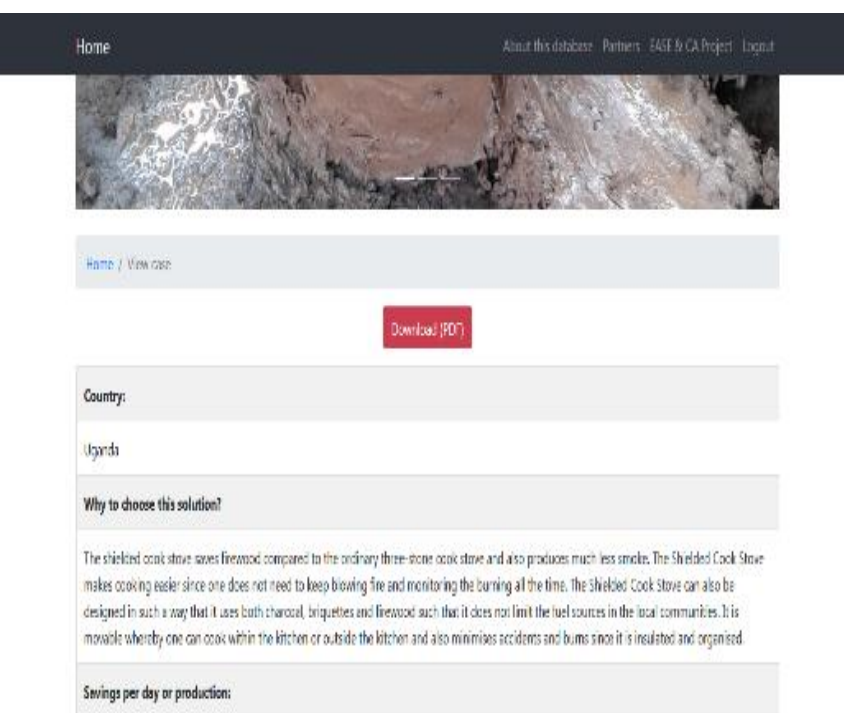 Home
About this database Partners EASE & CA Project Logout
Home / View case
Download (PDF)
Country:
Uganda
Why to choose this solution?
The shielded cook stove saves firewood compared to the ordinary three-stone cook stove and also produces much less smoke. The Shielded Cook Stove
makes cooking easier since one does not need to keep blowing fire and monitoring the burning all the time. The Shielded Cook Stove can also be
designed in such a way that it uses both charcoal, briquettes and firewood such that it does not limit the fuel sources in the local communities. It is
movable whereby one can cook within the kitchen or outside the kitchen and also minimises accidents and burns since it is insulated and organised.
Savings per day or production: